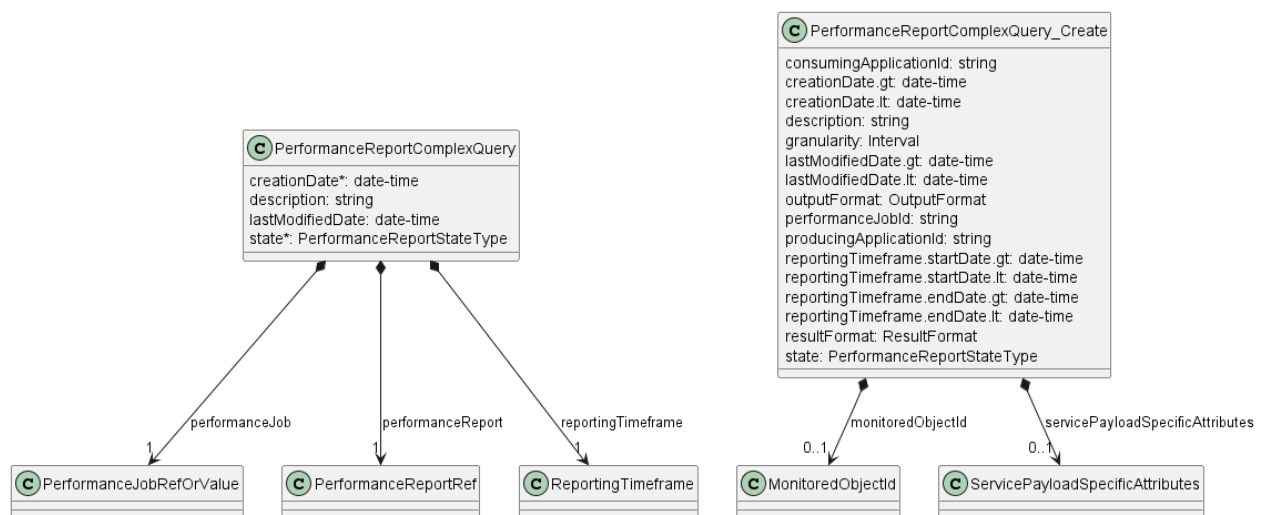 C PerformanceReportComplexQuery_Create
consumingApplicationId: string
creationDate.gt: date-time
creationDate.lt: date-time
description: string
granularity: Interval
lastModifiedDate.gt: date-time
lastModifiedDate.lt: date-time
outputFormat: OutputFormat
performanceJobId: string
producingApplicationId: string
reportingTimeframe.startDate.gt: date-time
reportingTimeframe.startDate.lt: date-time
reportingTimeframe.endDate.gt: date-time
reportingTimeframe.endDate.lt: date-time
resultFormat: ResultFormat
state: PerformanceReportStateType
C PerformanceReportComplexQuery
creationDate*: date-time
description: string
lastModifiedDate: date-time
state*: PerformanceReportStateType
performanceJob
performanceReport
reportingTimeframe
monitoredObjectId
servicePayloadSpecificAttributes
1
1
1
0..1
0..1
C PerformanceJobRefOrValue
C PerformanceReportRef
C ReportingTimeframe
C MonitoredObjectId
C ServicePayloadSpecificAttributes